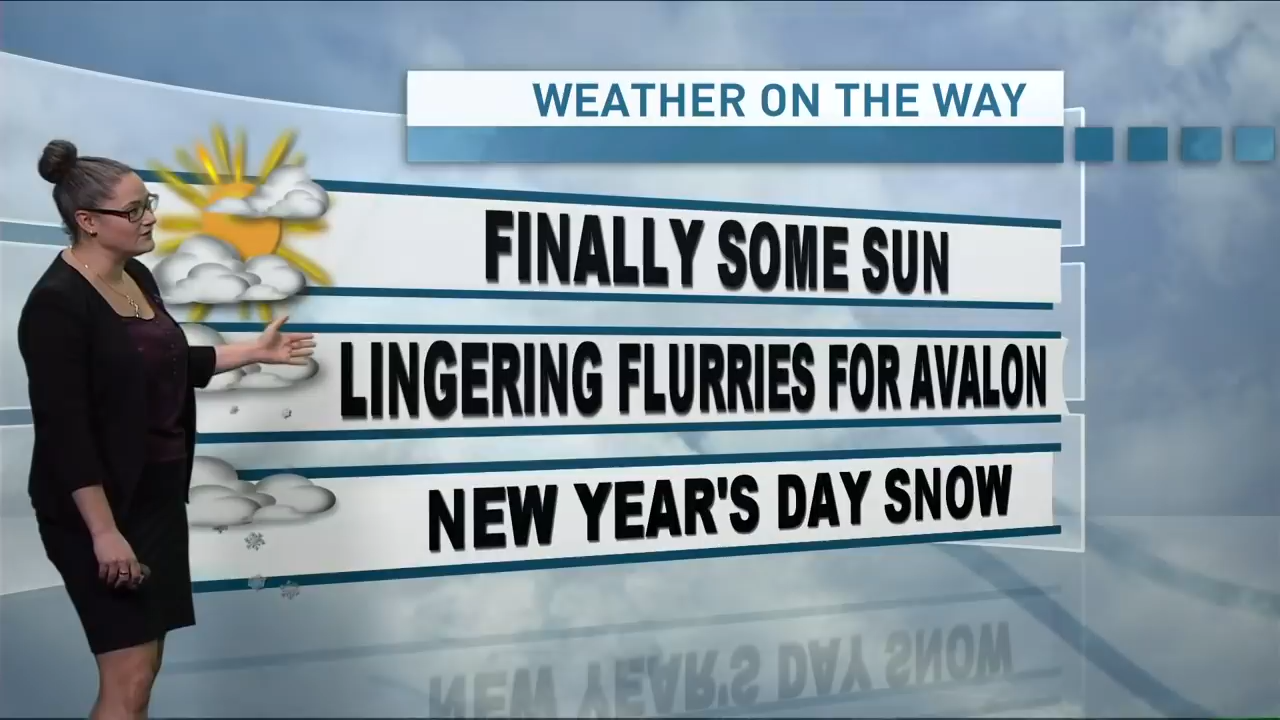 WEATHER ON THE WAY
FINALLY SOME SUN
LINGERING FLURRIES FOR AVALON
NEW YEAR'S DAY SNOW